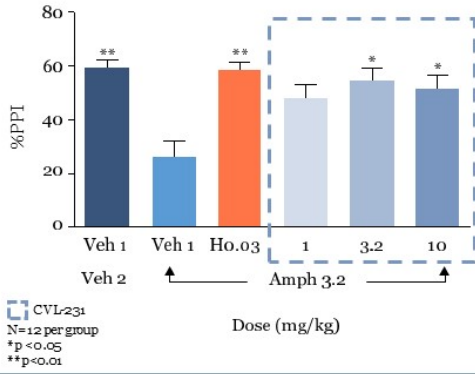 80
60
40
20
0
%PPI
** ** * *
Veh 1 Veh 1 H0.03 1 3.2 10
Veh 2 Amph 3.2
CVL-231
N=12 per group
*p<0.05
**p<0.01
Dose (mg/kg)